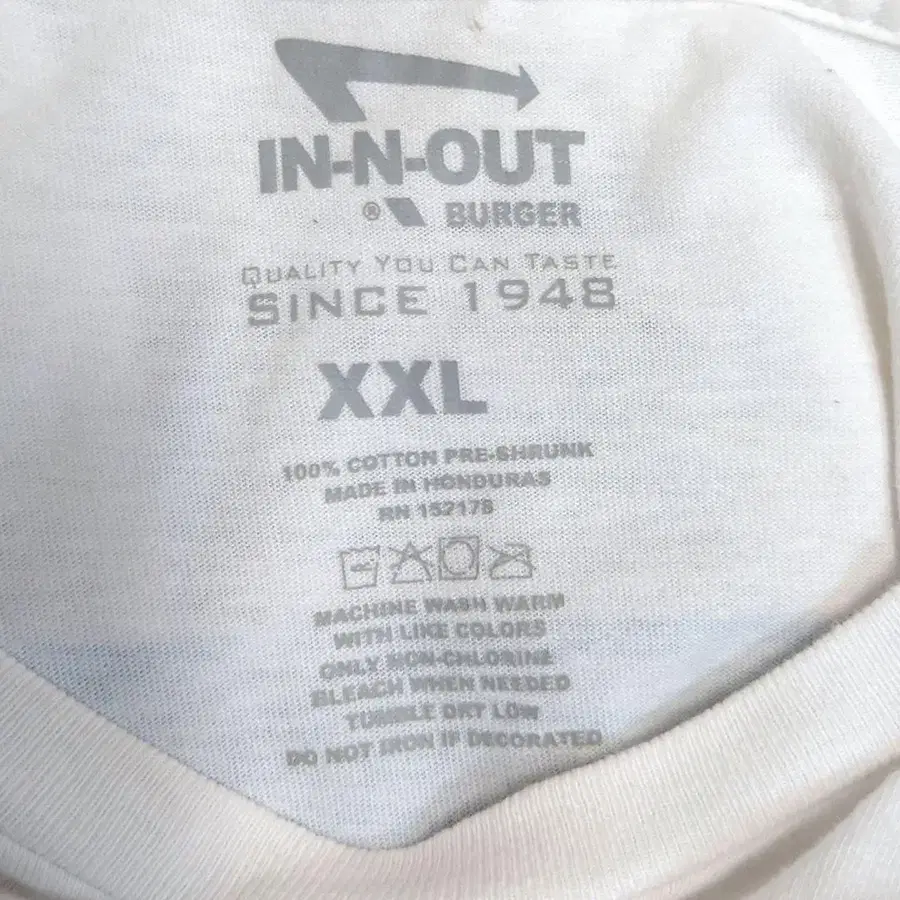 IN-N-OUT
® BURGER
QUALITY YOU CAN TASTE
SINCE 1948
XXL
100% COTTON PRE-SHRUNK
MADE IN HONDURAS
RN 152178
MACHINE WASH WARM
WITH LIKE COLORS
ONLY NON-CHLORINE
BLEACH WHEN NEEDED
TUMBLE DRY LOW
DO NOT IRON IF DECORATED